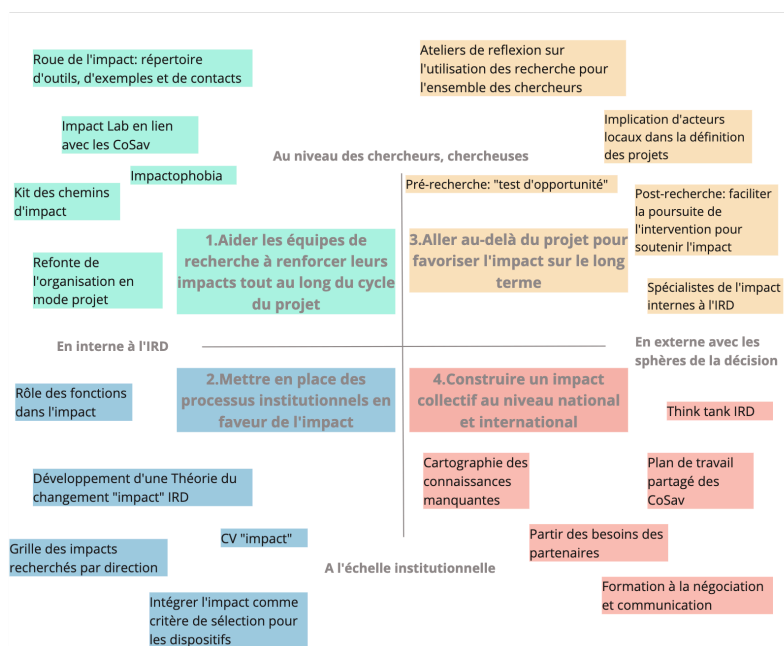 Roue de l'impact: répertoire
d'outils, d'exemples et de contacts
Impact Lab en lien
avec les CoSav
Impactophobia
Kit des chemins
d'impact
Refonte de
l'organisation en
mode projet
Ateliers de reflexion sur
l'utilisation des recherche pour
l'ensemble des chercheurs
Implication d'acteurs
locaux dans la définition
des projets
Au niveau des chercheurs, chercheuses
Pré-recherche: "test d'opportunité"
Post-recherche: faciliter
la poursuite de
l'intervention pour
soutenir l'impact
Spécialistes de l'impact
internes à l'IRD
1.Aider les équipes de
recherche à renforcer leurs
impacts tout au long du cycle
du projet
3.Aller au-delà du projet pour
favoriser l'impact sur le long
terme
En interne à l'IRD
En externe avec les
sphères de la décision
2.Mettre en place des
processus institutionnels en
faveur de l'impact
4.Construire un impact
collectif au niveau national
et international
Rôle des fonctions
dans l'impact
Développement d'une Théorie du
changement "impact" IRD
CV "impact"
Grille des impacts
recherchés par direction
Intégrer l'impact comme
critère de sélection pour
les dispositifs
Think tank IRD
Cartographie des
connaissances
manquantes
Plan de travail
partagé des
CoSav
Partir des besoins des
partenaires
A l'échelle institutionnelle
Formation à la négociation
et communication